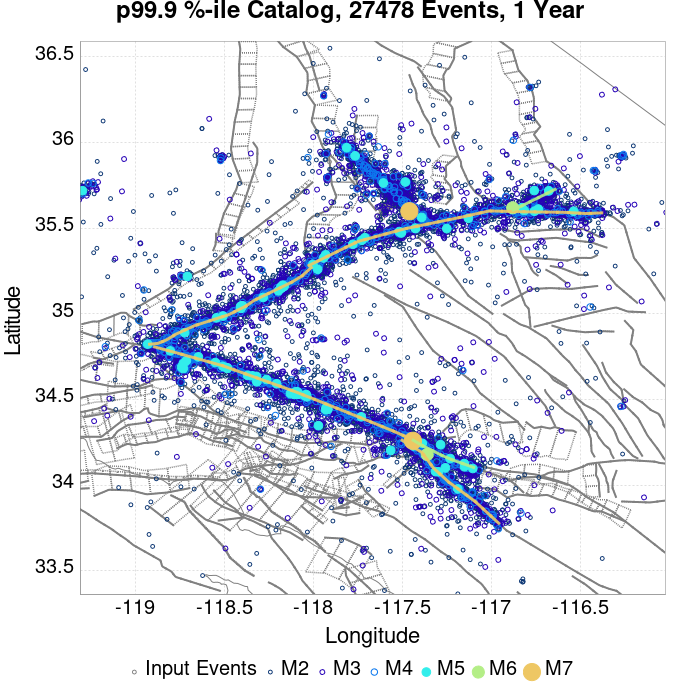 p99.9 %-ile Catalog, 27478 Events, 1 Year
36.5
36
35.5
35
34.5
34
33.5
Latitude
-119 -118.5 -118 -117.5 -117 -116.5
Longitude
Input Events M2 M3 M4 M5 M6 M7